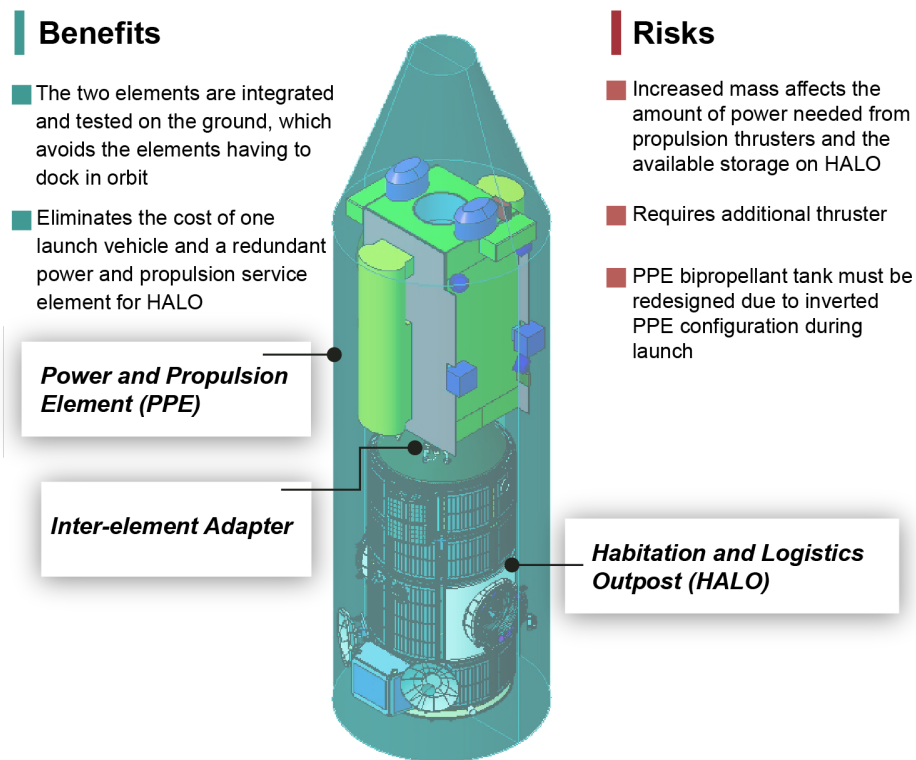 Benefits
The two elements are integrated
and tested on the ground, which
avoids the elements having to
dock in orbit
Eliminates the cost of one
launch vehicle and a redundant
power and propulsion service
element for HALO
Power and Propulsion
Element (PPE)
Inter-element Adapter
Risks
Increased mass affects the
amount of power needed from
propulsion thrusters and the
available storage on HALO
Requires additional thruster
PPE bipropellant tank must be
redesigned due to inverted
PPE configuration during
launch
Habitation and Logistics
Outpost (HALO)